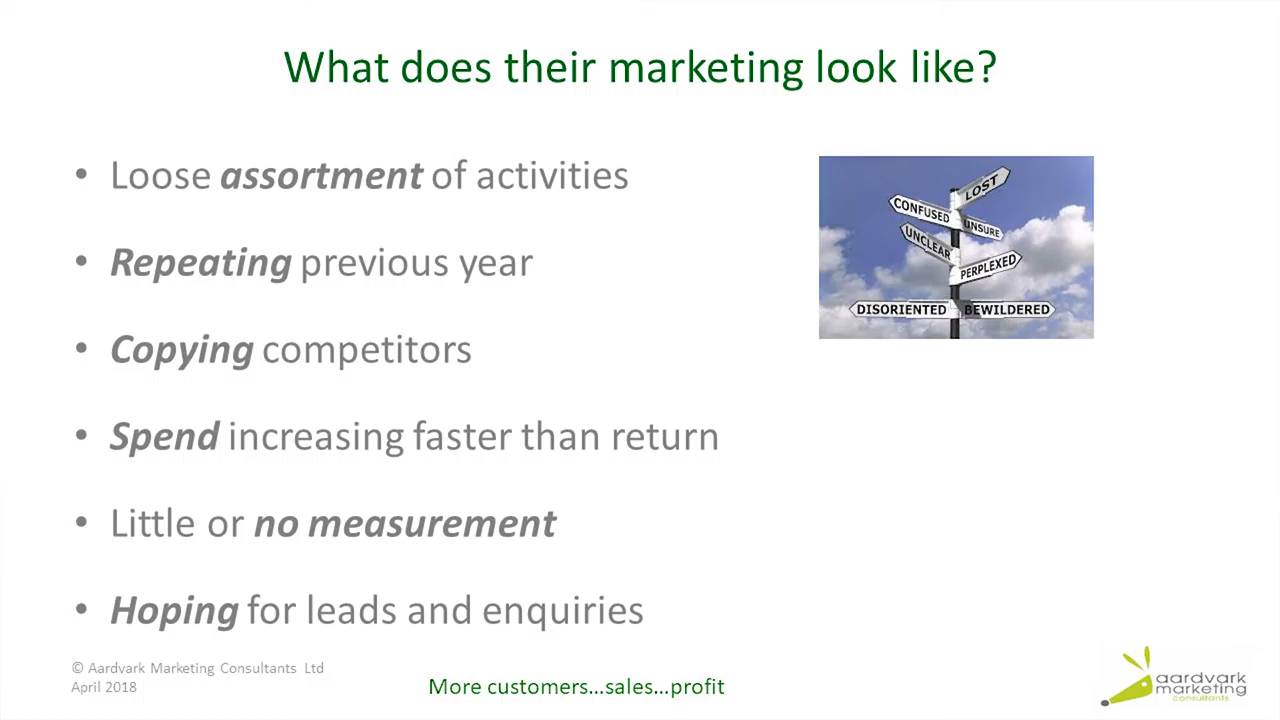 What does their marketing look like?
• Loose assortment of activities
• Repeating previous year
• Copying competitors
• Spend increasing faster than return
• Little or no measurement
• Hoping for leads and enquiries
LOST
CONFUSED
UNSURE
UNCLEAR
PERPLEXED
DISORIENTED
BEWILDERED
© Aardvark Marketing Consultants Ltd
April 2018
More customers...sales...profit
aardvark
marketing
consultants